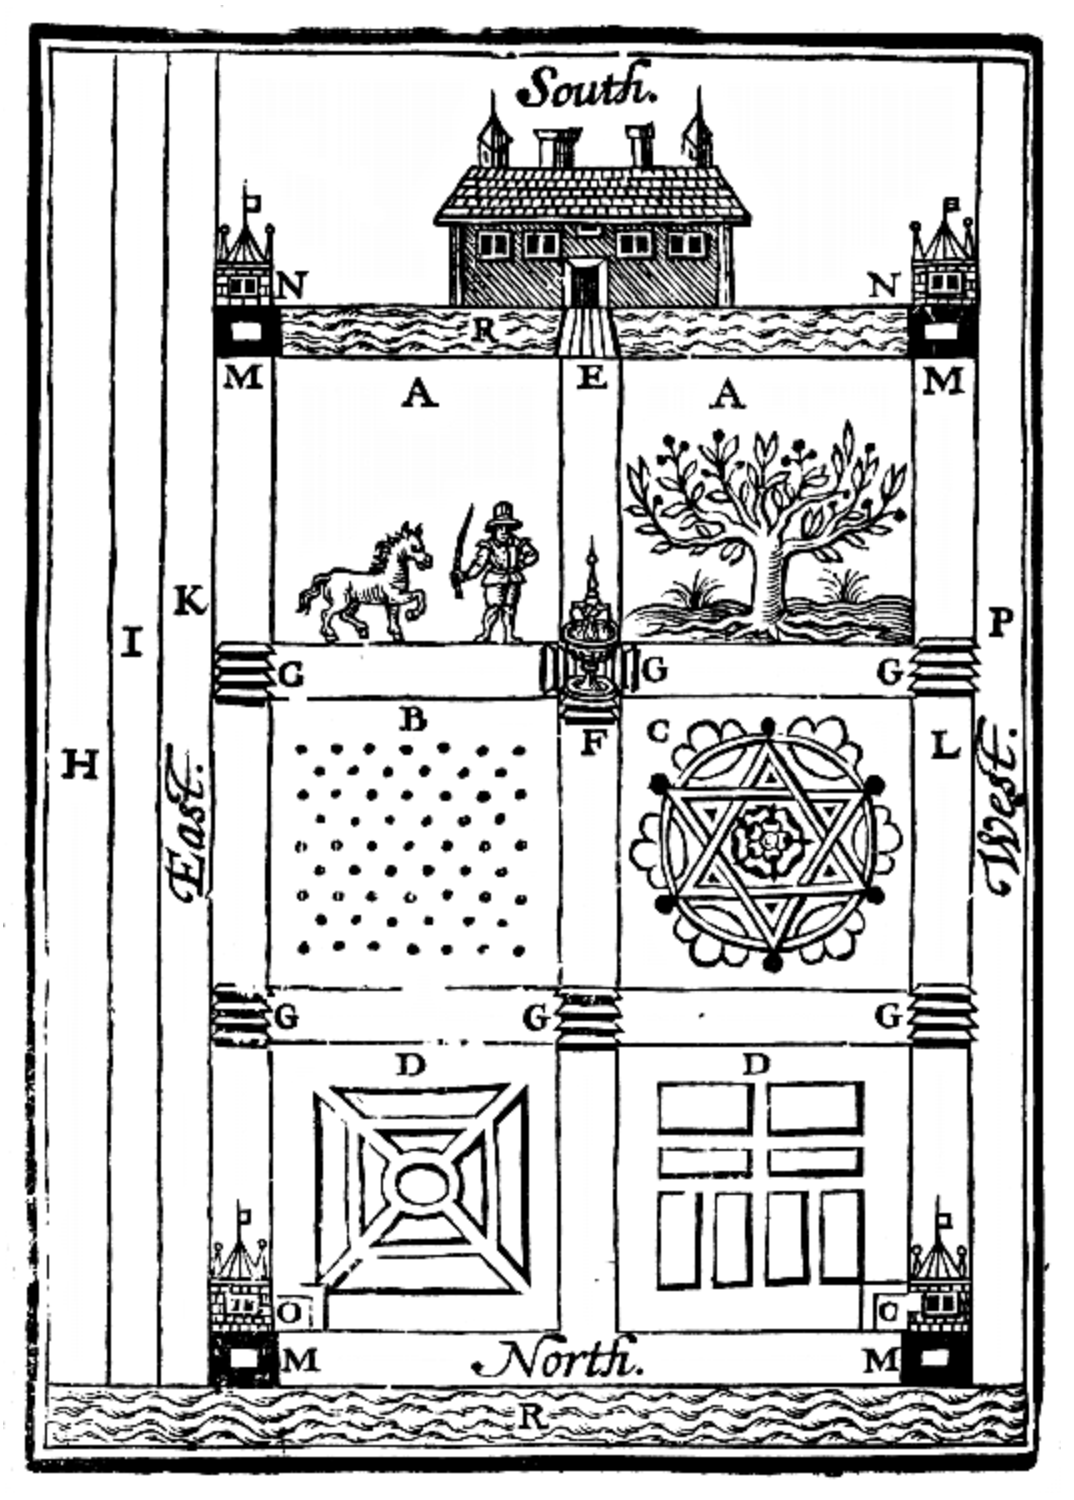 South.
N N
R
M A E A M
K
P
I
G G G
B
F
C
L
H
East.
West.
G G G
D D
O C
M North. M
R